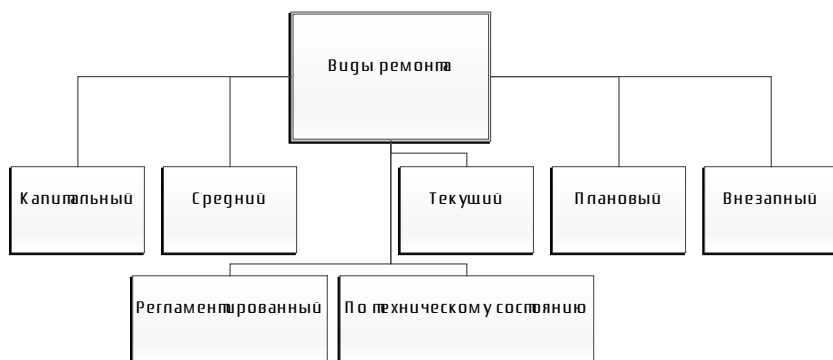 Виды ремонта
Капитальный
Средний
Текущий
Плановый
Внезапный
Регламентированный
По техническому состоянию